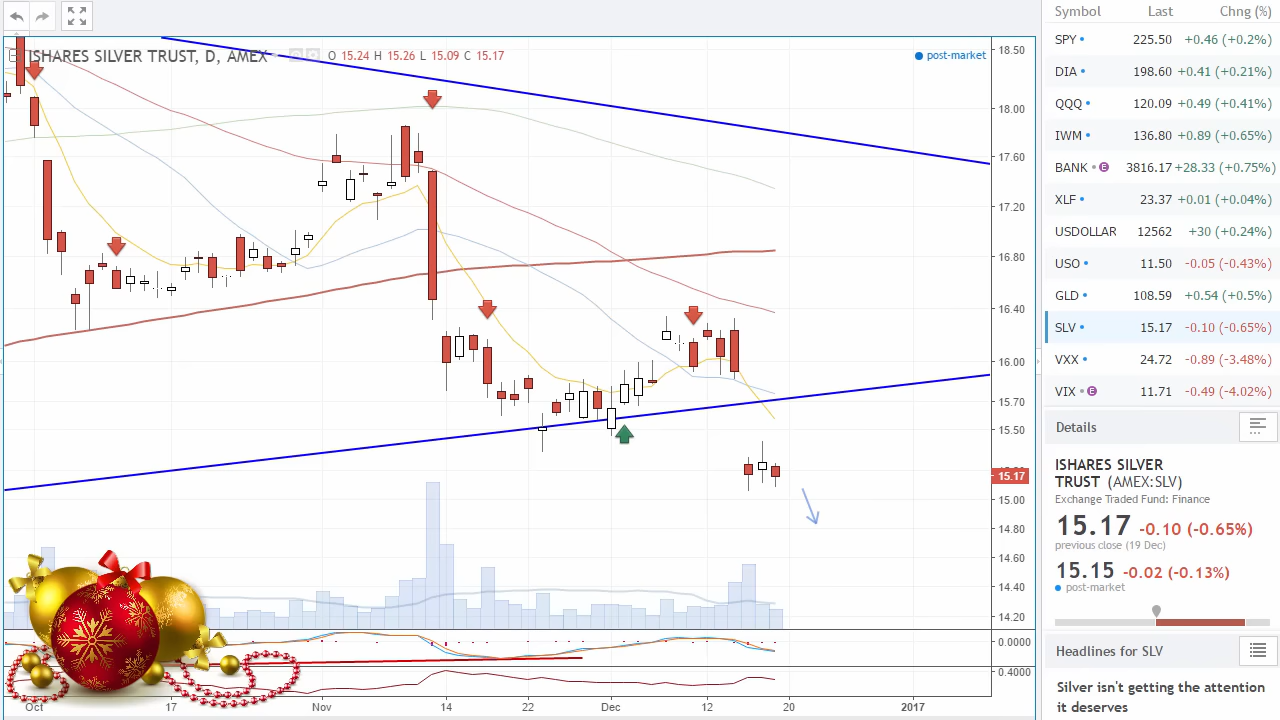 ISHARES SILVER TRUST, D, AMEX O 15.24 H 15.26 L 15.09 C 15.17
post-market
18.50
18.00
17.60
17.20
16.80
16.40
16.00
15.70
15.50
15.17
15.00
14.80
14.60
14.40
14.20
0.0000
0.4000
Oct 17 Nov 14 22 Dec 12 20 2017
Symbol Last Chng (%)
SPY 225.50 +0.46 (+0.2%)
DIA 198.60 +0.41 (+0.21%)
QQQ 120.09 +0.49 (+0.41%)
IWM 136.80 +0.89 (+0.65%)
BANK E 3816.17 +28.33 (+0.75%)
XLF 23.37 +0.01 (+0.04%)
USDOLLAR 12562 +30 (+0.24%)
USO 11.50 -0.05 (-0.43%)
GLD 108.59 +0.54 (+0.5%)
SLV 15.17 -0.10 (-0.65%)
VXX 24.72 -0.89 (-3.48%)
VIX E 11.71 -0.49 (-4.02%)
Details
ISHARES SILVER
TRUST (AMEX:SLV)
Exchange Traded Fund: Finance
15.17 -0.10 (-0.65%)
previous close (19 Dec)
15.15 -0.02 (-0.13%)
post-market
Headlines for SLV
Silver isn't getting the attention
it deserves